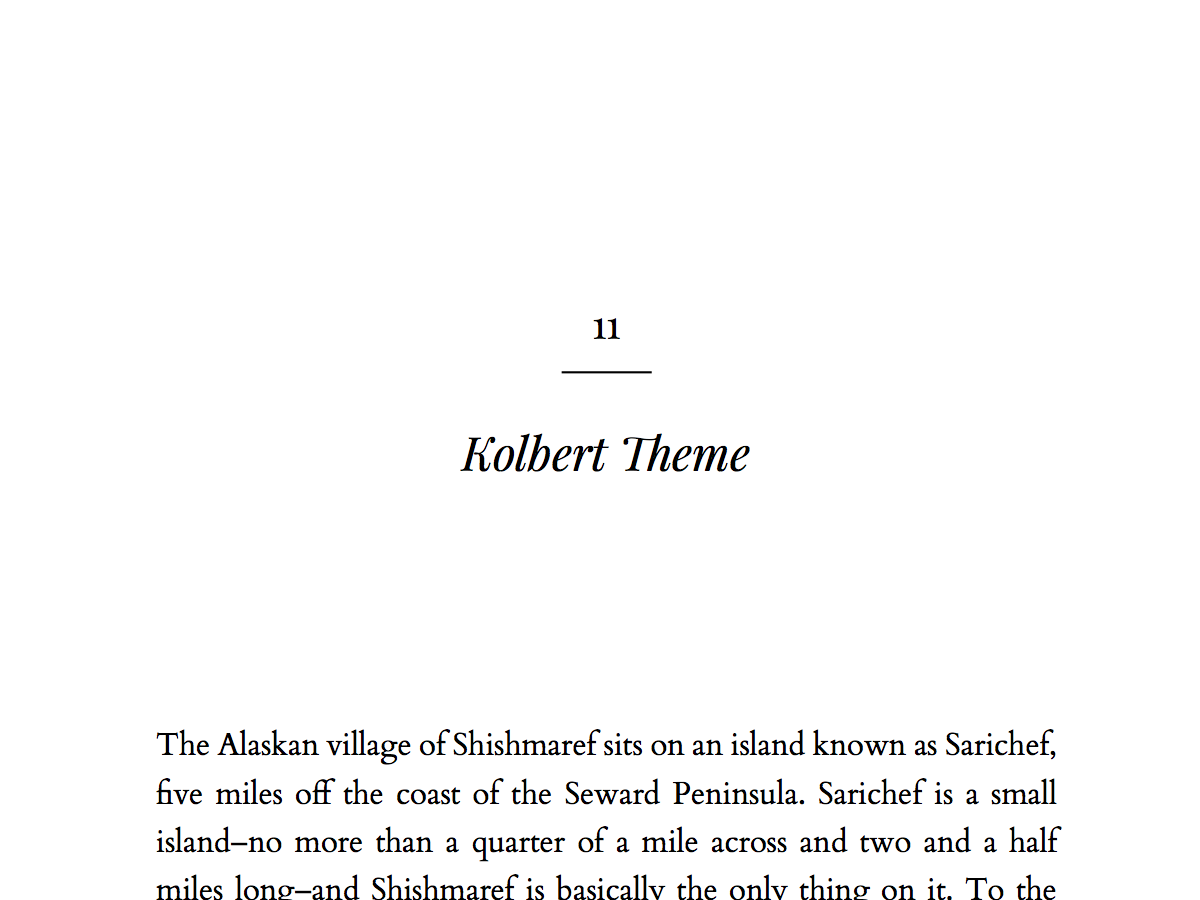 11
Kolbert Theme
The Alaskan village of Shishmaref sits on an island known as Sarichef,
five miles off the coast of the Seward Peninsula. Sarichef is a small
island–no more than a quarter of a mile across and two and a half
miles long–and Shishmaref is basically the only thing on it. To the